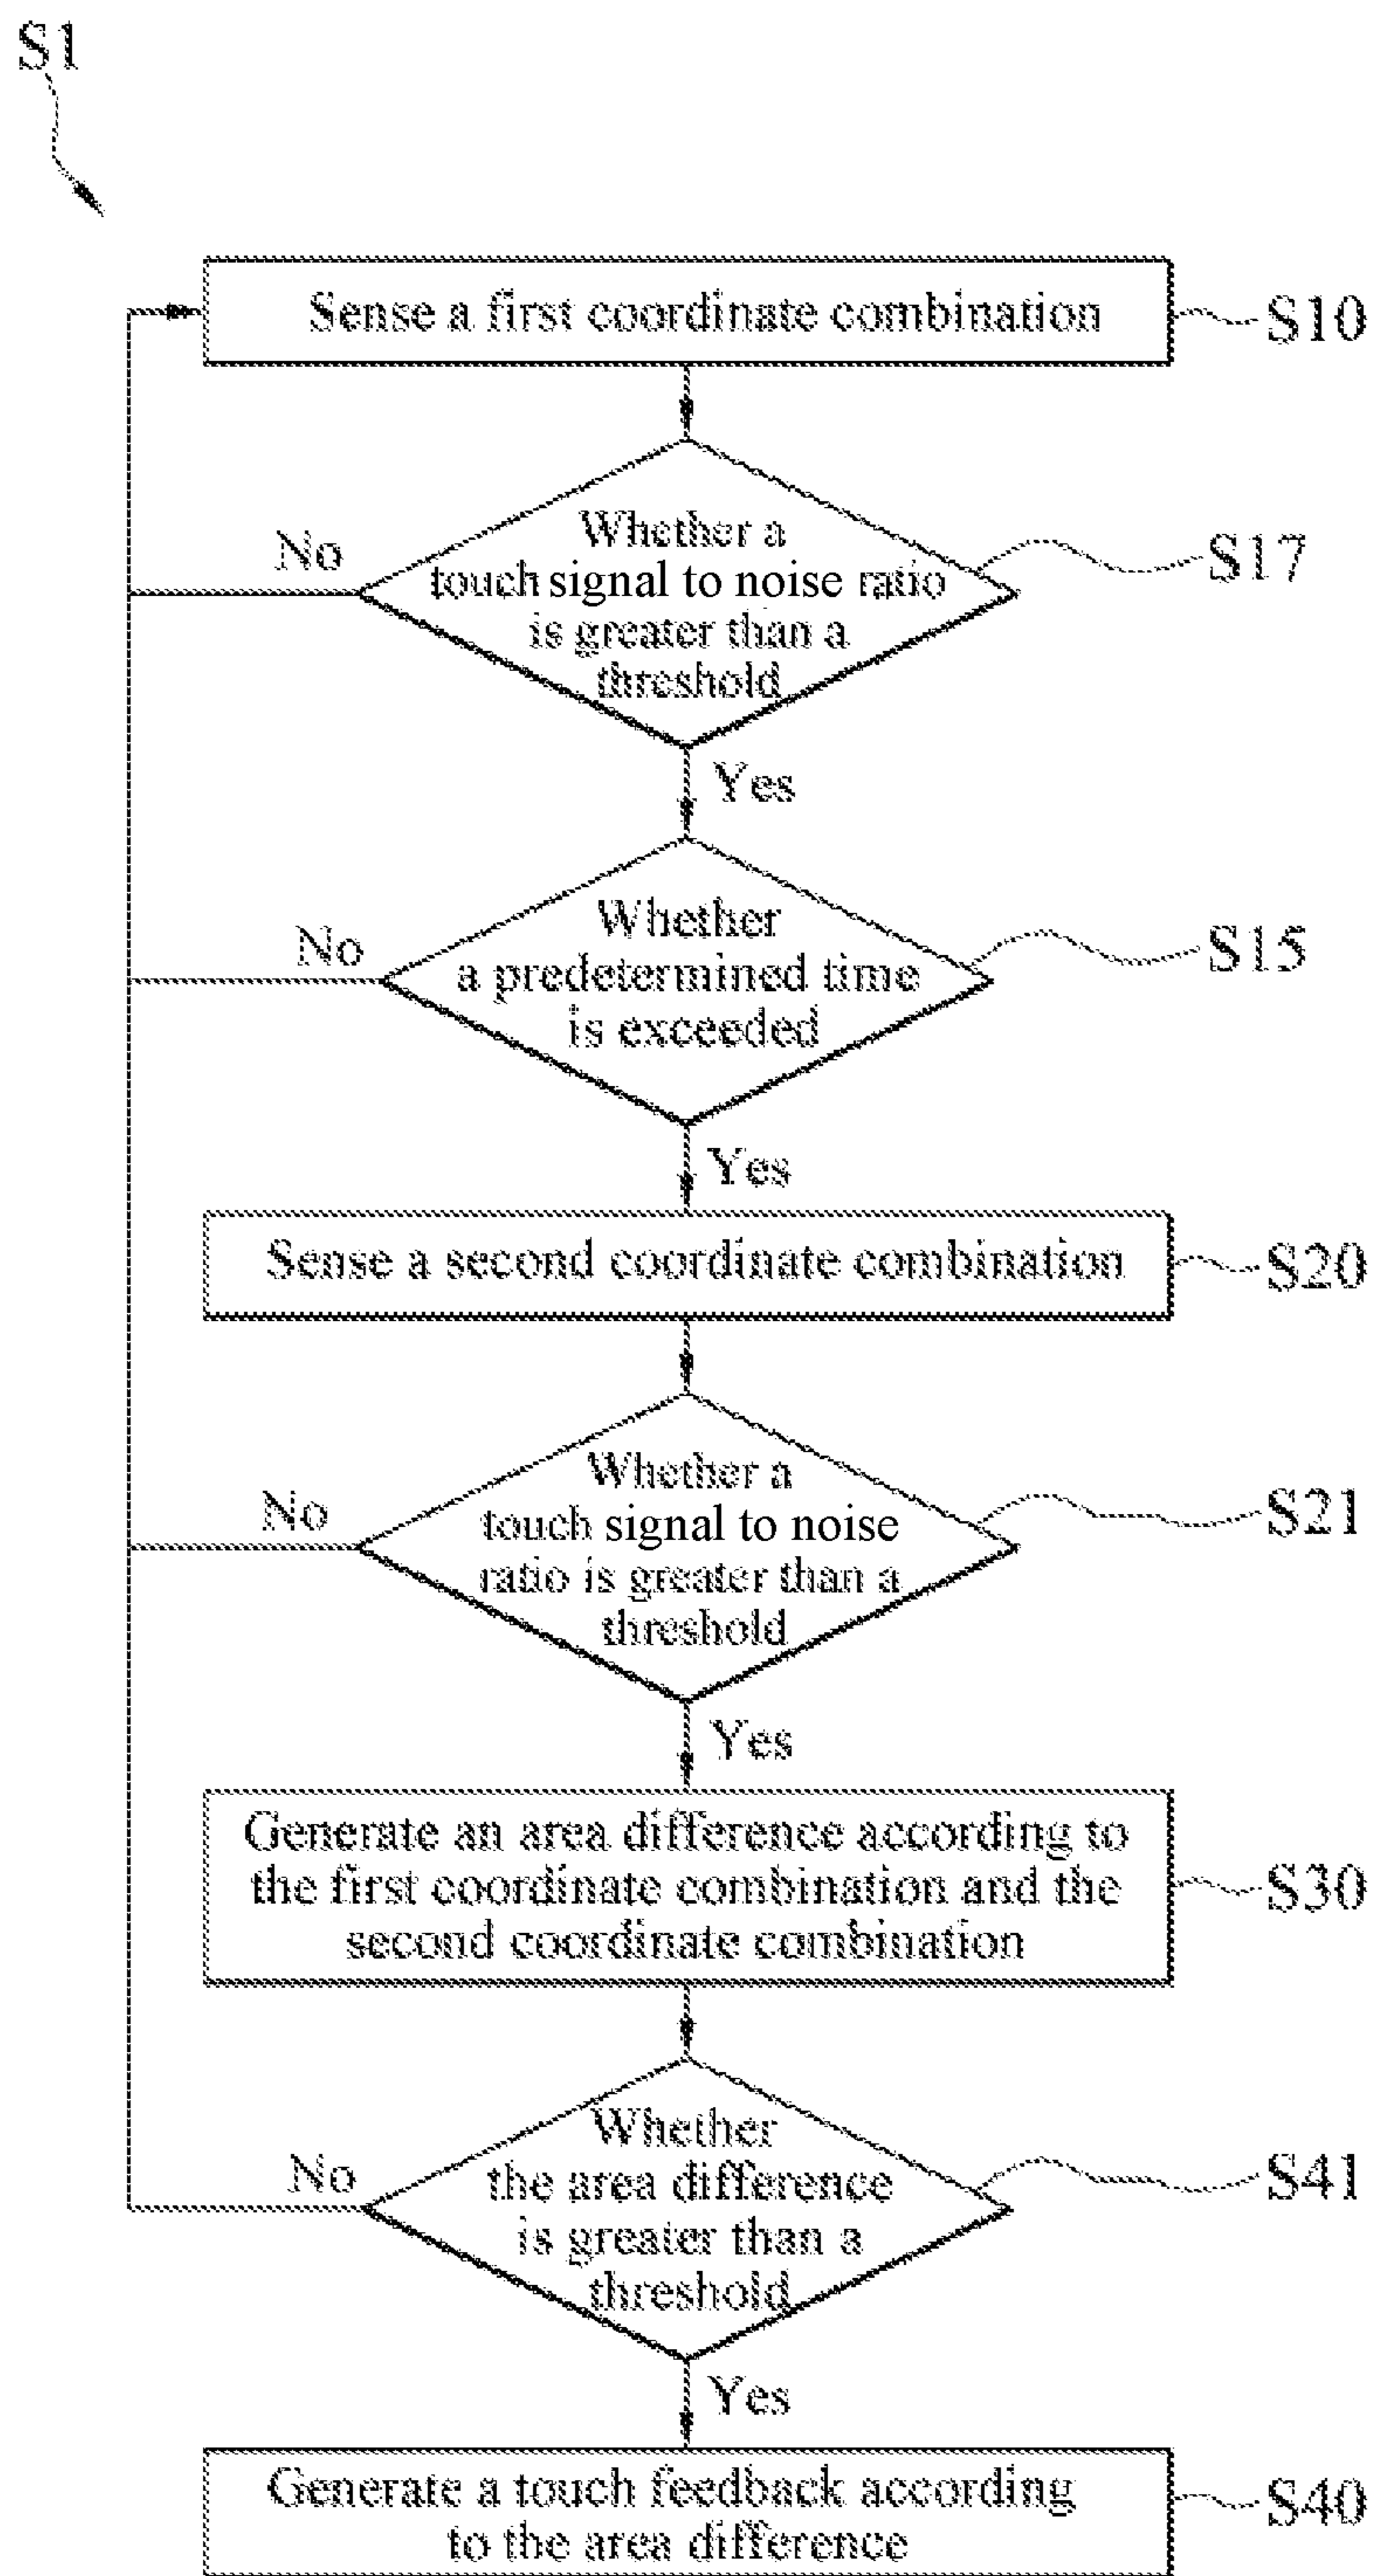 S1
Sense a first coordinate combination
S10
Whether a
touch signal to noise ratio
is greater than a
threshold
No
S17
Yes
Whether
a predetermined time
is exceeded
No
S15
Yes
Sense a second coordinate combination
S20
Whether a
touch signal to noise
ratio is greater than a
threshold
No
S21
Yes
Generate an area difference according to
the first coordinate combination and the
second coordinate combination
S30
Whether
the area difference
is greater than a
threshold
No
S41
Yes
Generate a touch feedback according
to the area difference
S40